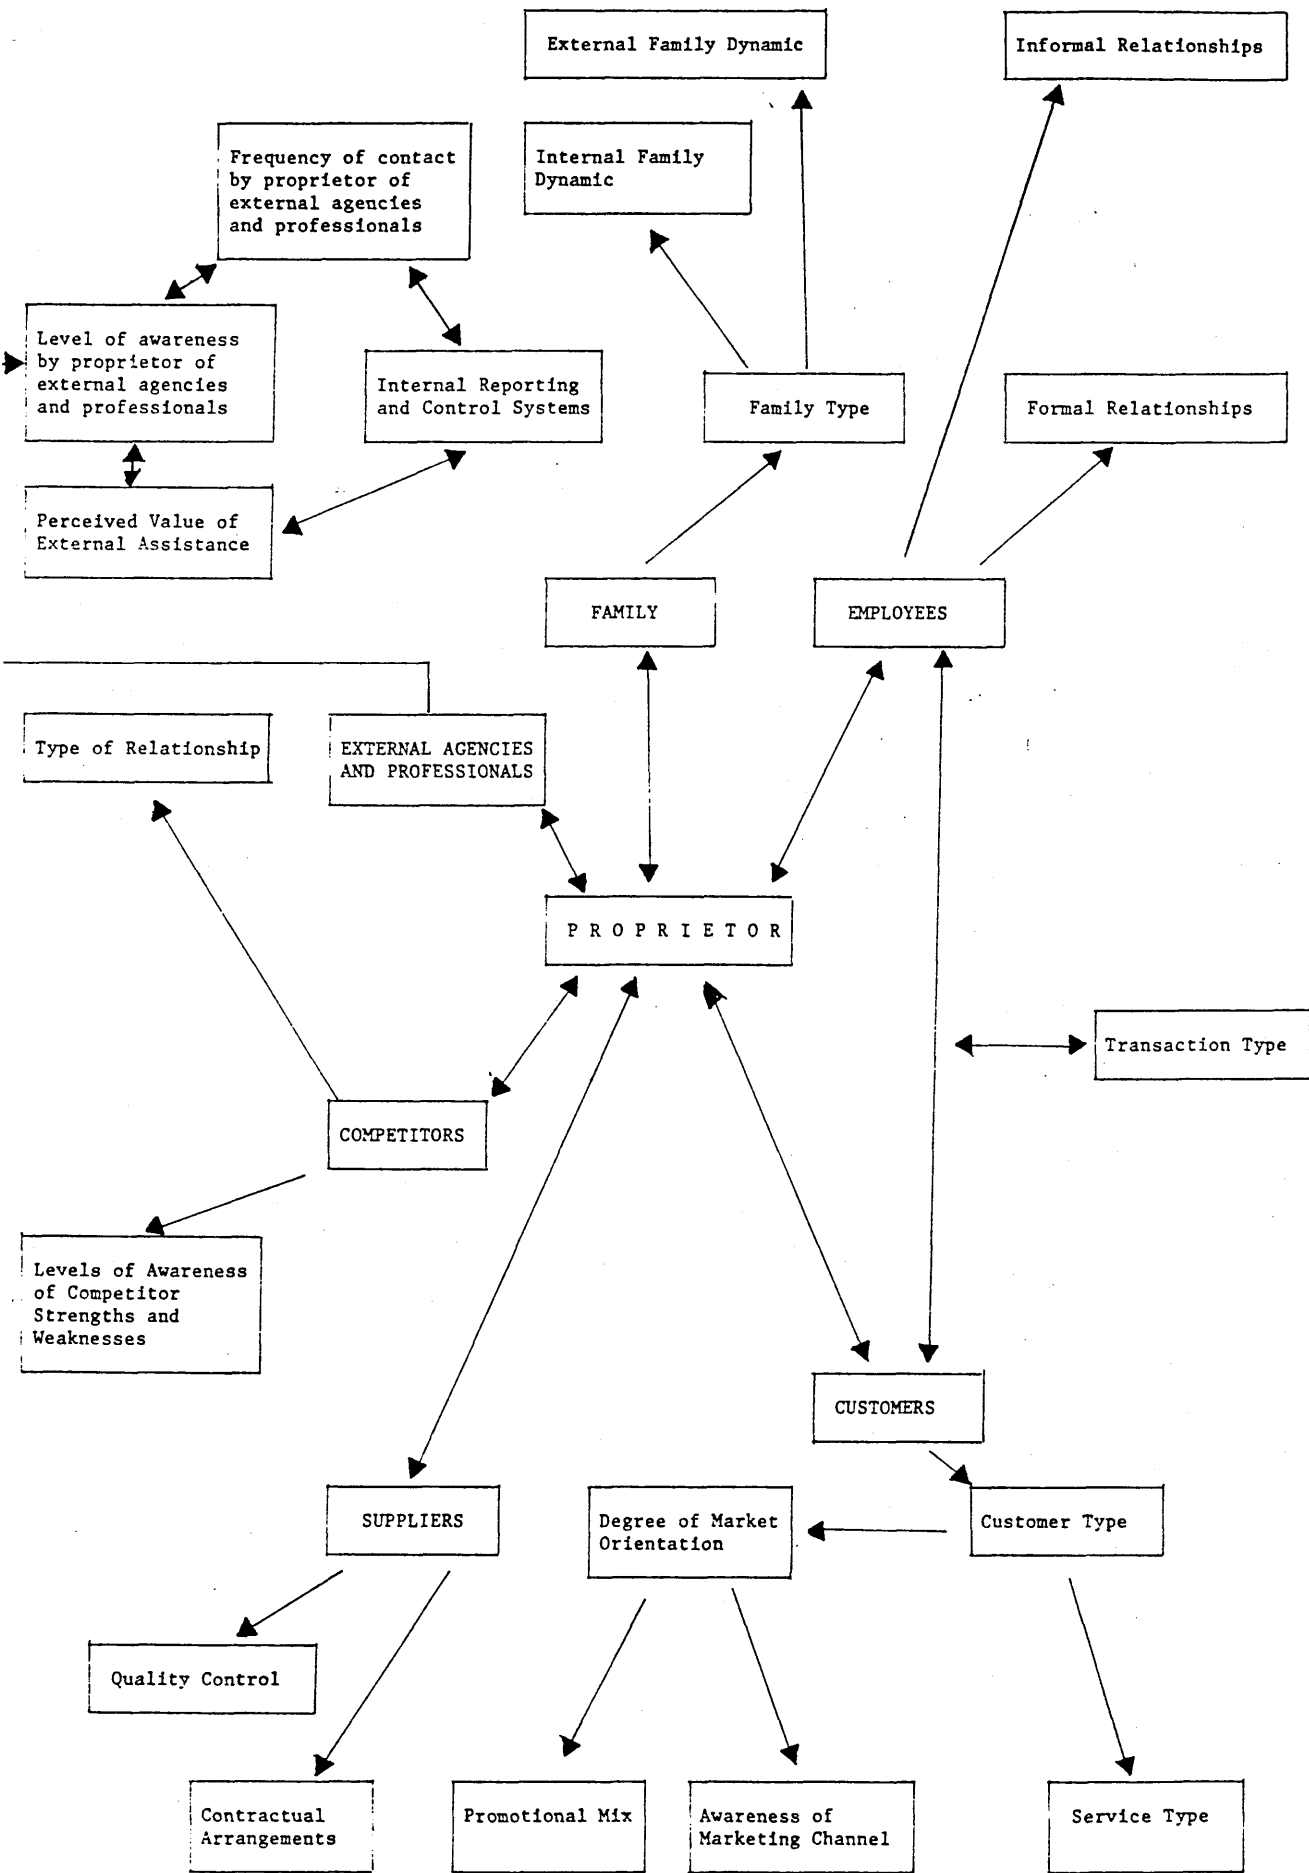 External Family Dynamic
Informal Relationships
Frequency of contact
by proprietor of
external agencies
and professionals
Internal Family
Dynamic
Level of awareness
by proprietor of
external agencies
and professionals
Internal Reporting
and Control Systems
Family Type
Formal Relationships
Perceived Value of
External Assistance
FAMILY
EMPLOYEES
Type of Relationship
EXTERNAL AGENCIES
AND PROFESSIONALS
P R O P R I E T O R
Transaction Type
COMPETITORS
Levels of Awareness
of Competitor
Strengths and
Weaknesses
CUSTOMERS
SUPPLIERS
Degree of Market
Orientation
Customer Type
Quality Control
Contractual
Arrangements
Promotional Mix
Awareness of
Marketing Channel
Service Type